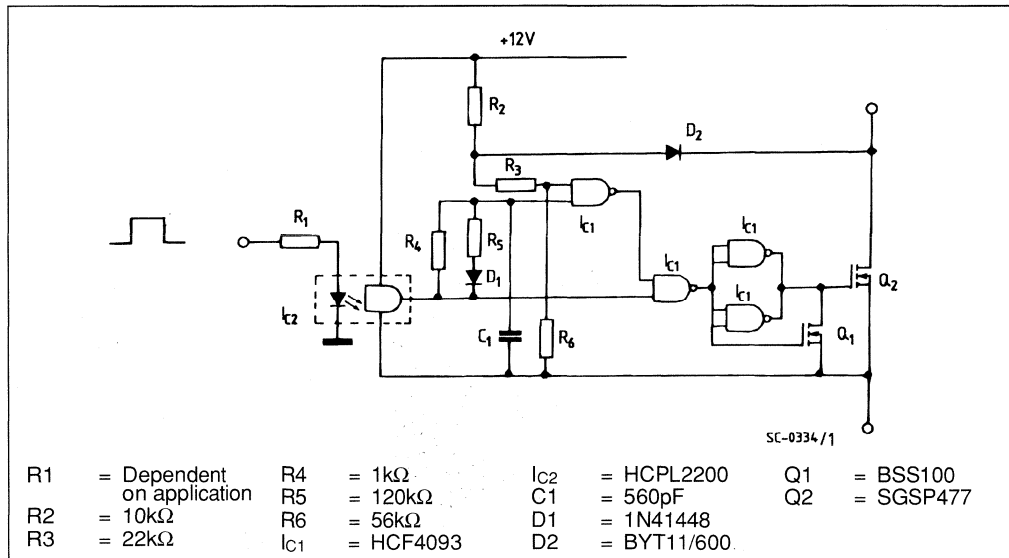 +12V
R2
D2
R3
IC1
R1
R4
R5
D1
IC1
IC1
IC1
Q2
IC2
C1
R6
Q1
SC-0334/1
R1 = Dependent on application
R2 = 10kΩ
R3 = 22kΩ
R4 = 1kΩ
R5 = 120kΩ
R6 = 56kΩ
IC1 = HCF4093
IC2 = HCPL2200
C1 = 560pF
D1 = 1N41448
D2 = BYT11/600
Q1 = BSS100
Q2 = SGSP477